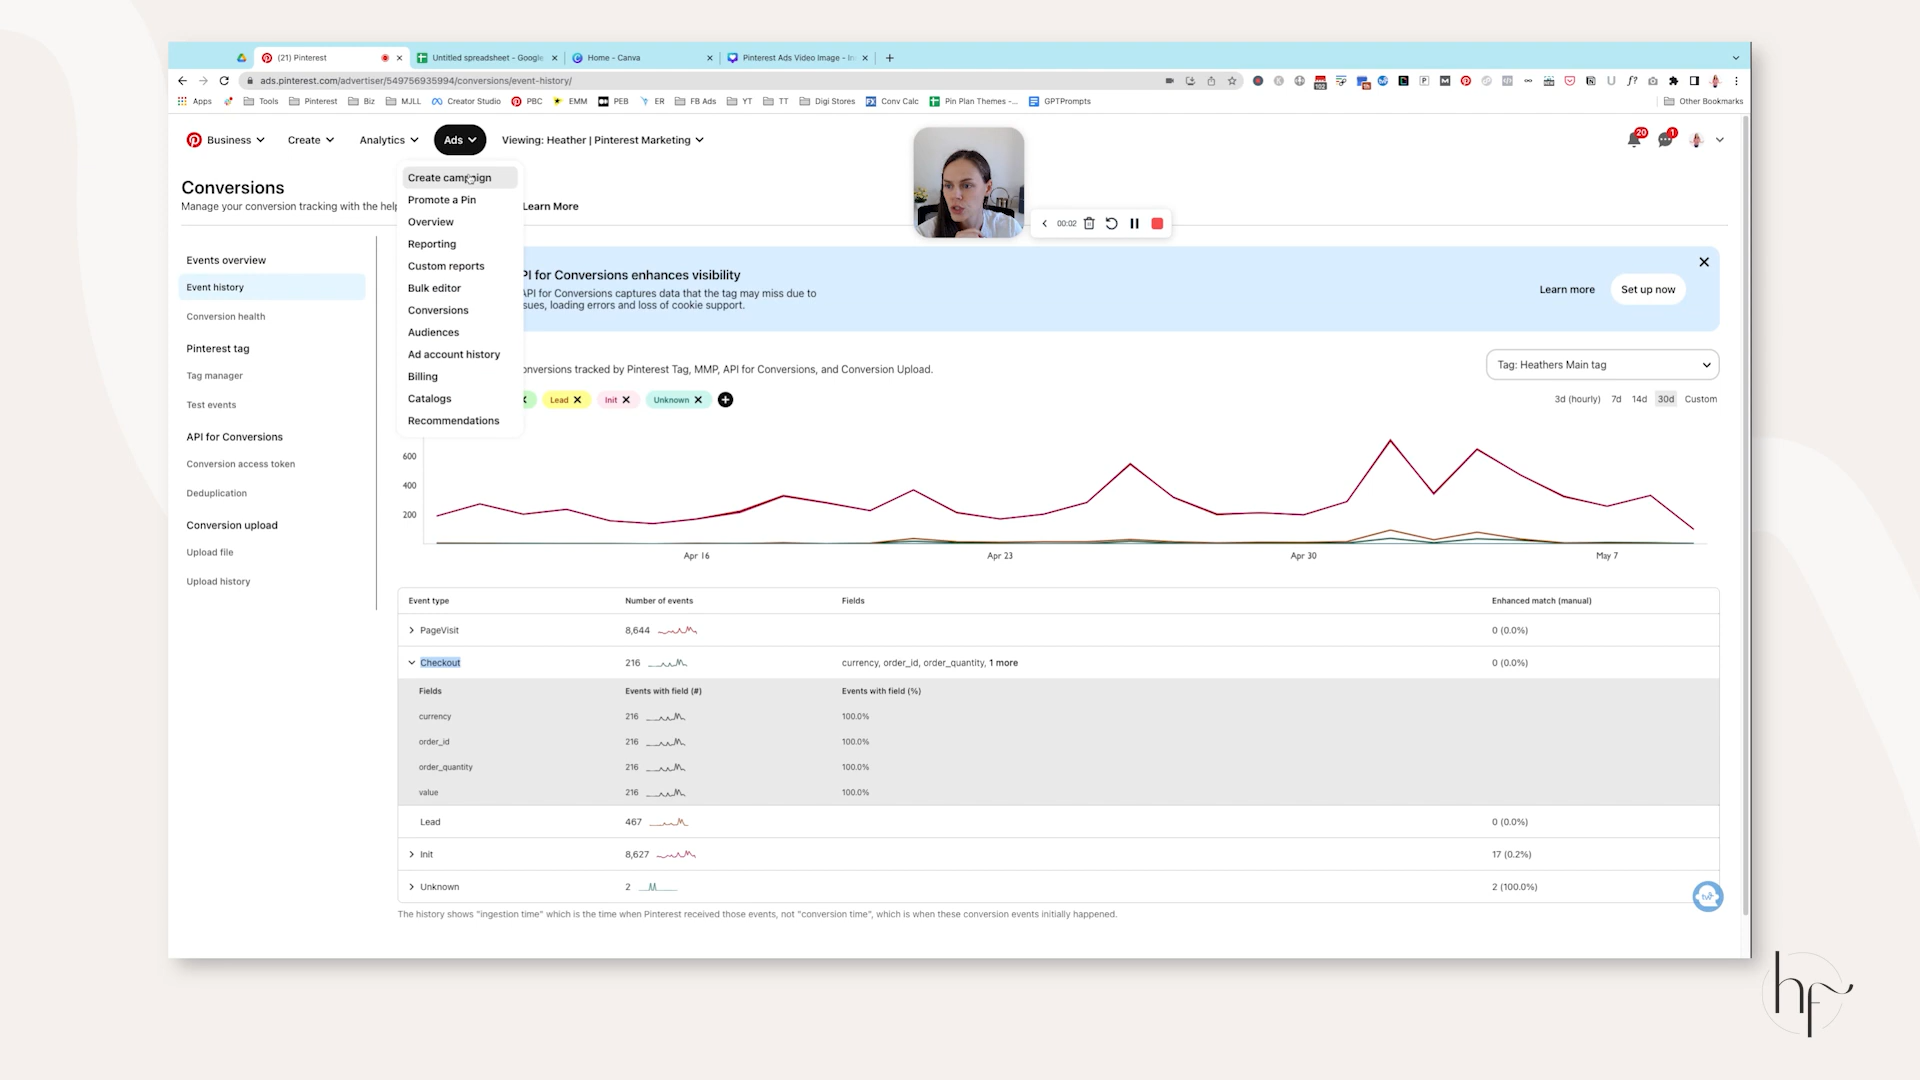 (21) Pinterest
Untitled spreadsheet - Google
Home - Canva
Pinterest Ads Video Image - In
ads.pinterest.com/advertiser/549756935994/conversions/event-history/
Apps
Tools
Pinterest
Biz
MJLL
Creator Studio
PBC
EMM
PEB
ER
FB Ads
YT
TT
Digi Stores
Conv Calc
Pin Plan Themes -...
GPTPrompts
Other Bookmarks
Business
Create
Analytics
Ads
Viewing: Heather | Pinterest Marketing
20
1
Conversions
Manage your conversion tracking with the help
Learn More
Create campaign
Promote a Pin
Overview
Reporting
Custom reports
Bulk editor
Conversions
Audiences
Ad account history
Billing
Catalogs
Recommendations
00:02
Events overview
Event history
Conversion health
Pinterest tag
Tag manager
Test events
API for Conversions
Conversion access token
Deduplication
Conversion upload
Upload file
Upload history
PI for Conversions enhances visibility
API for Conversions captures data that the tag may miss due to
sues, loading errors and loss of cookie support.
Learn more
Set up now
onversions tracked by Pinterest Tag, MMP, API for Conversions, and Conversion Upload.
Tag: Heathers Main tag
Lead
Init
Unknown
3d (hourly) 7d 14d 30d Custom
600
400
200
Apr 16 Apr 23 Apr 30 May 7
Event type Number of events Fields Enhanced match (manual)
PageVisit 8,644 0 (0.0%)
Checkout 216 currency, order_id, order_quantity, 1 more 0 (0.0%)
Fields Events with field (#) Events with field (%)
currency 216 100.0%
order_id 216 100.0%
order_quantity 216 100.0%
value 216 100.0%
Lead 467 0 (0.0%)
Init 8,627 17 (0.2%)
Unknown 2 2 (100.0%)
The history shows "ingestion time" which is the time when Pinterest received those events, not "conversion time", which is when these conversion events initially happened.
hf